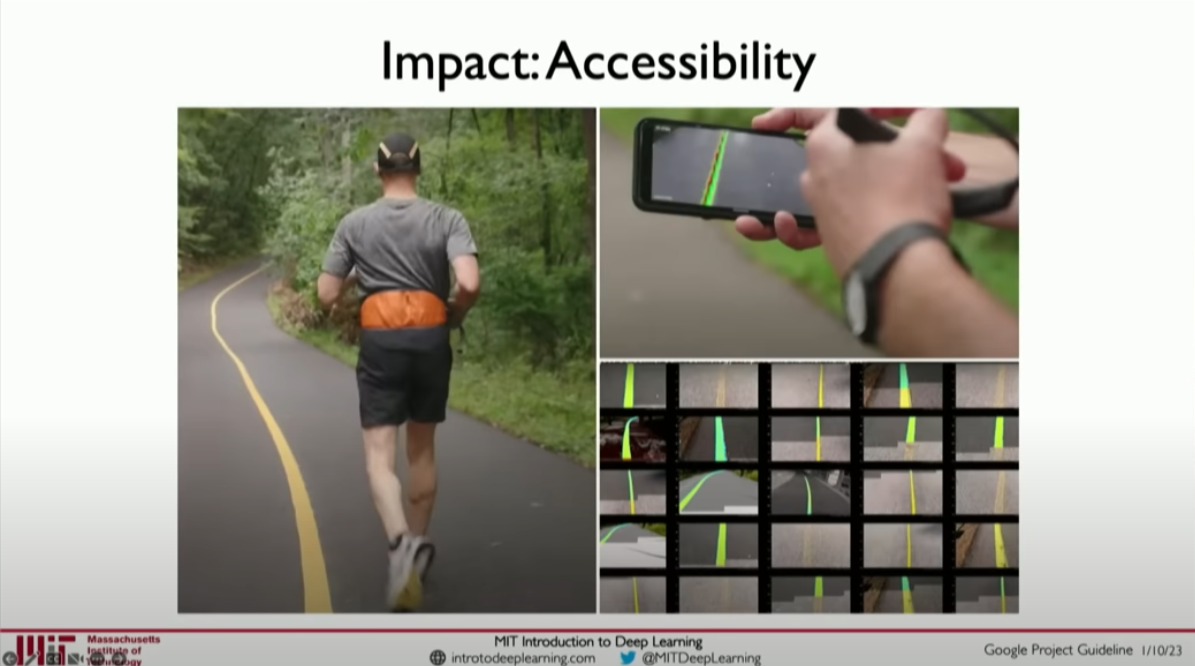 Impact: Accessibility
Massachusetts
Institute of
Technology
MIT Introduction to Deep Learning
introtodeeplearning.com @MITDeepLearning
Google Project Guideline 1/10/23